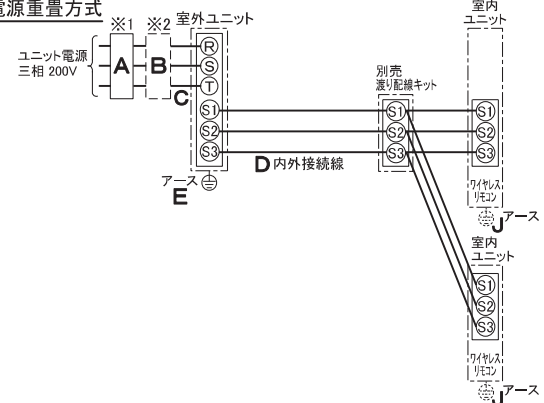 電源重畳方式
※1
※2
室外ユニット
室内
ユニット
ユニット電源
三相 200V
A
B
C
R
S
T
S1
S2
S3
別売
渡り配線キット
S1
S2
S3
S1
S2
S3
D 内外接続線
アース
E
ワイヤレス
リモコン
J アース
室内
ユニット
S1
S2
S3
ワイヤレス
リモコン
J アース